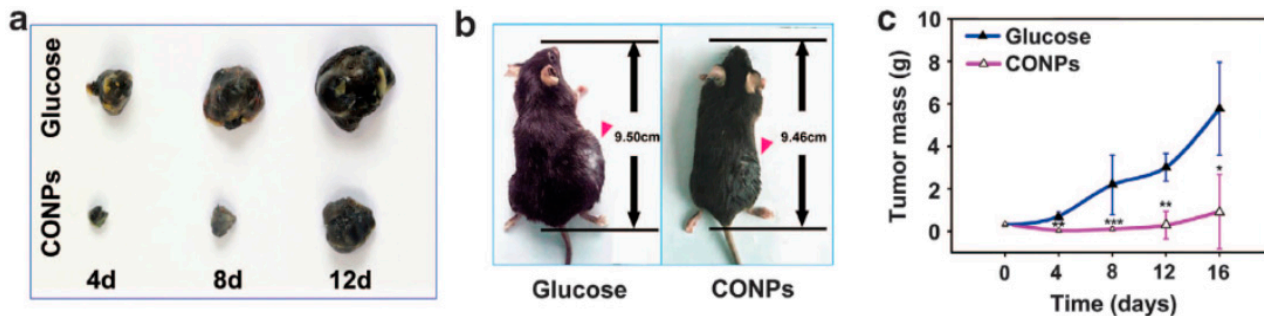 a
Glucose
CONPs
4d 8d 12d
b
9.50cm
9.46cm
Glucose CONPs
c
Tumor mass (g)
10
8
6
4
2
0
Glucose
CONPs
**
***
**
*
0 4 8 12 16
Time (days)